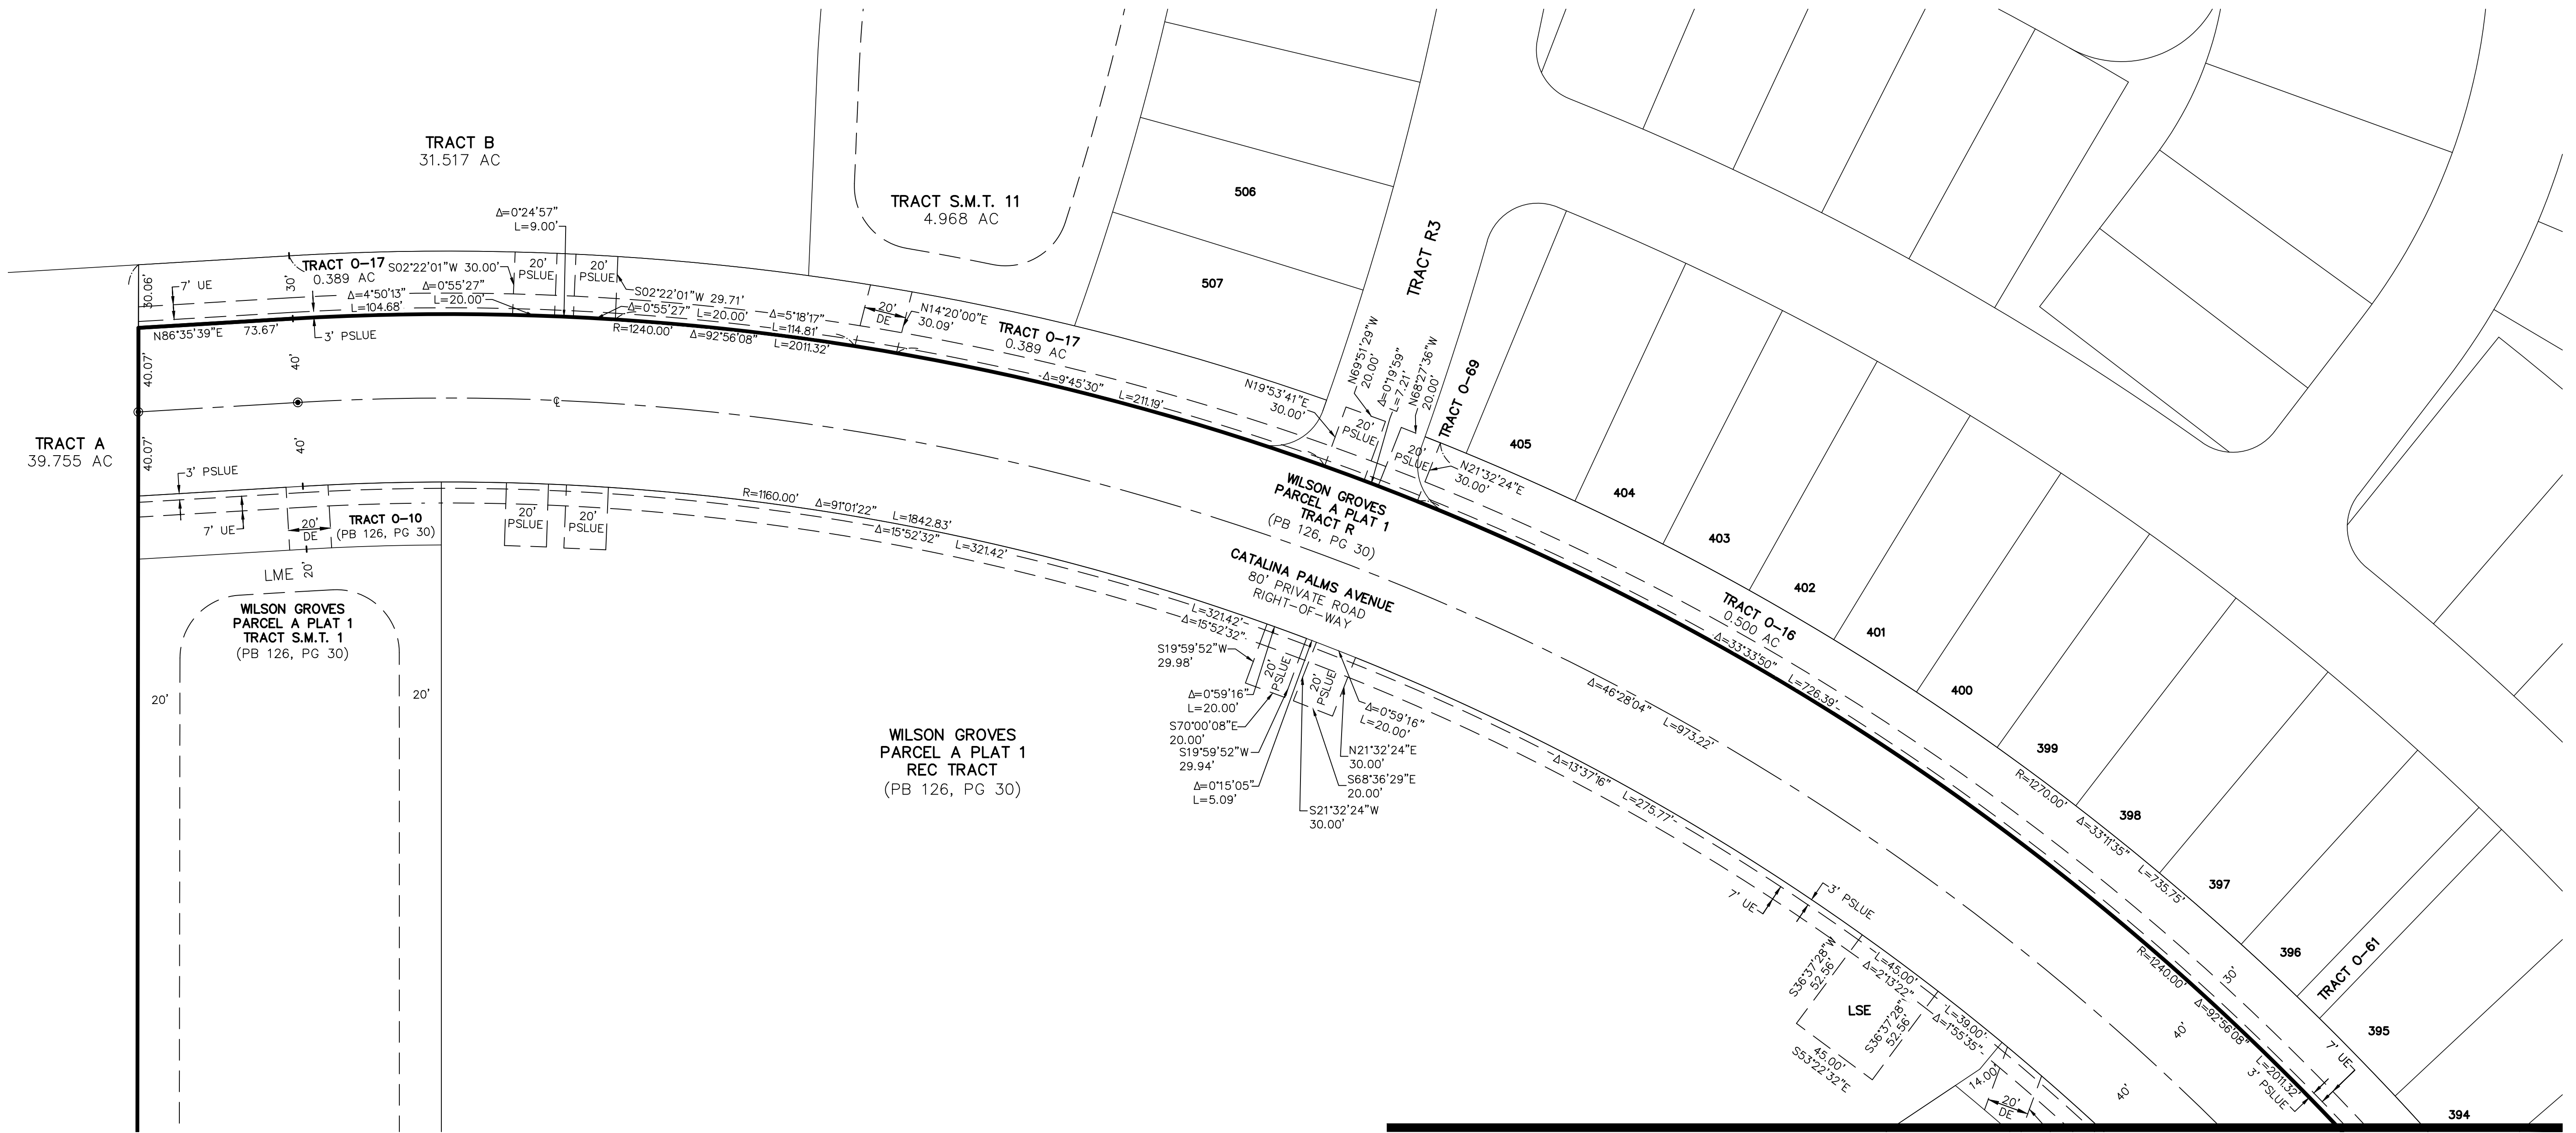 TRACT B
31.517 AC
TRACT S.M.T. 11
4.968 AC
506
507
TRACT R3
TRACT O-69
Δ=0°24'57"
L=9.00'
TRACT O-17
0.389 AC
S02°22'01"W 30.00'
20'
PSLUE
20'
PSLUE
30.06'
30'
7' UE
Δ=4°50'13"
L=104.68'
Δ=0°55'27"
L=20.00'
S02°22'01"W 29.71'
Δ=0°55'27" L=20.00'
Δ=5°18'17"
L=114.81'
20'
DE
N14°20'00"E
30.09'
TRACT O-17
0.389 AC
N86°35'39"E 73.67'
3' PSLUE
R=1240.00' Δ=92°56'08" L=2011.32'
Δ=9°45'30" L=211.19'
N19°53'41"E
30.00'
N69°51'29"W
20.00'
Δ=0°19'59"
L=7.21'
N68°27'36"W
20.00'
20'
PSLUE
20'
PSLUE
N21°32'24"E
30.00'
40.07'
40'
℄
40.07'
40'
TRACT A
39.755 AC
3' PSLUE
7' UE
20'
DE
TRACT O-10
(PB 126, PG 30)
20'
PSLUE
20'
PSLUE
R=1160.00' Δ=91°01'22" L=1842.83'
Δ=15°52'32" L=321.42'
LME
20'
WILSON GROVES
PARCEL A PLAT 1
TRACT S.M.T. 1
(PB 126, PG 30)
20'
20'
WILSON GROVES
PARCEL A PLAT 1
TRACT R
(PB 126, PG 30)
CATALINA PALMS AVENUE
80' PRIVATE ROAD
RIGHT-OF-WAY
L=321.42'
Δ=15°52'32"
S19°59'52"W
29.98'
20'
PSLUE
20'
PSLUE
Δ=0°59'16"
L=20.00'
S70°00'08"E
20.00'
S19°59'52"W
29.94'
Δ=0°15'05"
L=5.09'
Δ=0°59'16"
L=20.00'
N21°32'24"E
30.00'
S68°36'29"E
20.00'
S21°32'24"W
30.00'
WILSON GROVES
PARCEL A PLAT 1
REC TRACT
(PB 126, PG 30)
405
404
403
402
401
400
399
398
397
396
395
394
TRACT O-16
0.500 AC
Δ=33°33'50" L=726.39'
Δ=46°28'04" L=973.22'
Δ=13°37'16" L=275.77'
R=1270.00' Δ=33°11'35" L=735.75'
TRACT O-61
7' UE
3' PSLUE
S36°37'28"W
52.56'
L=45.00'
Δ=2°13'22"
LSE
S36°37'28"W
52.56'
45.00'
S53°22'32"E
L=39.00'
Δ=1°55'35"
14.00'
20'
DE
R=1240.00' Δ=92°56'08" L=2011.32'
30'
40'
40'
7' UE
3' PSLUE